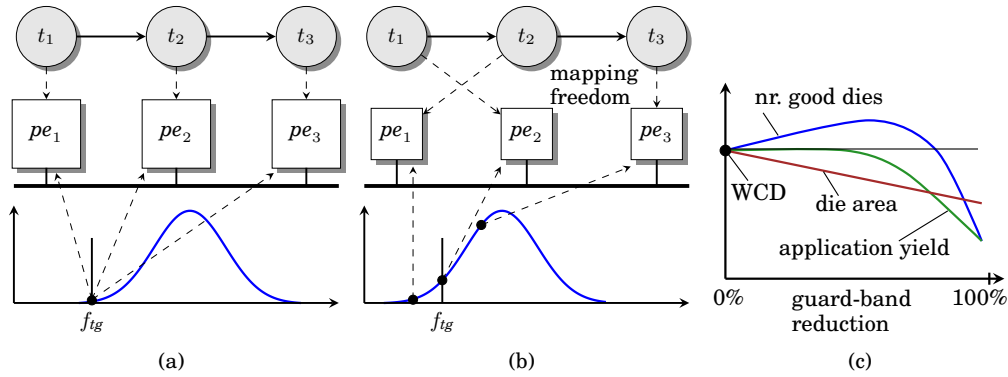 t1 t2 t3
pe1 pe2 pe3
ftg
(a)
t1 t2 t3
mapping
freedom
pe1 pe2 pe3
ftg
(b)
nr. good dies
WCD
die area
application yield
0% 100%
guard-band
reduction
(c)